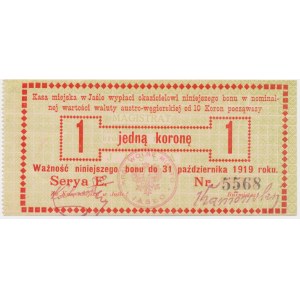 Kasa miejska w Jaśle wypłaci okazicielowi niniejszego bonu w nominal-
nej wartości waluty austro-węgierskiej od 10 Koron począwszy
MAGISTRAT
1 jedną koronę 1
Ważność niniejszego bonu do 31 października 1919 roku.
Serya E. Nr. 5568